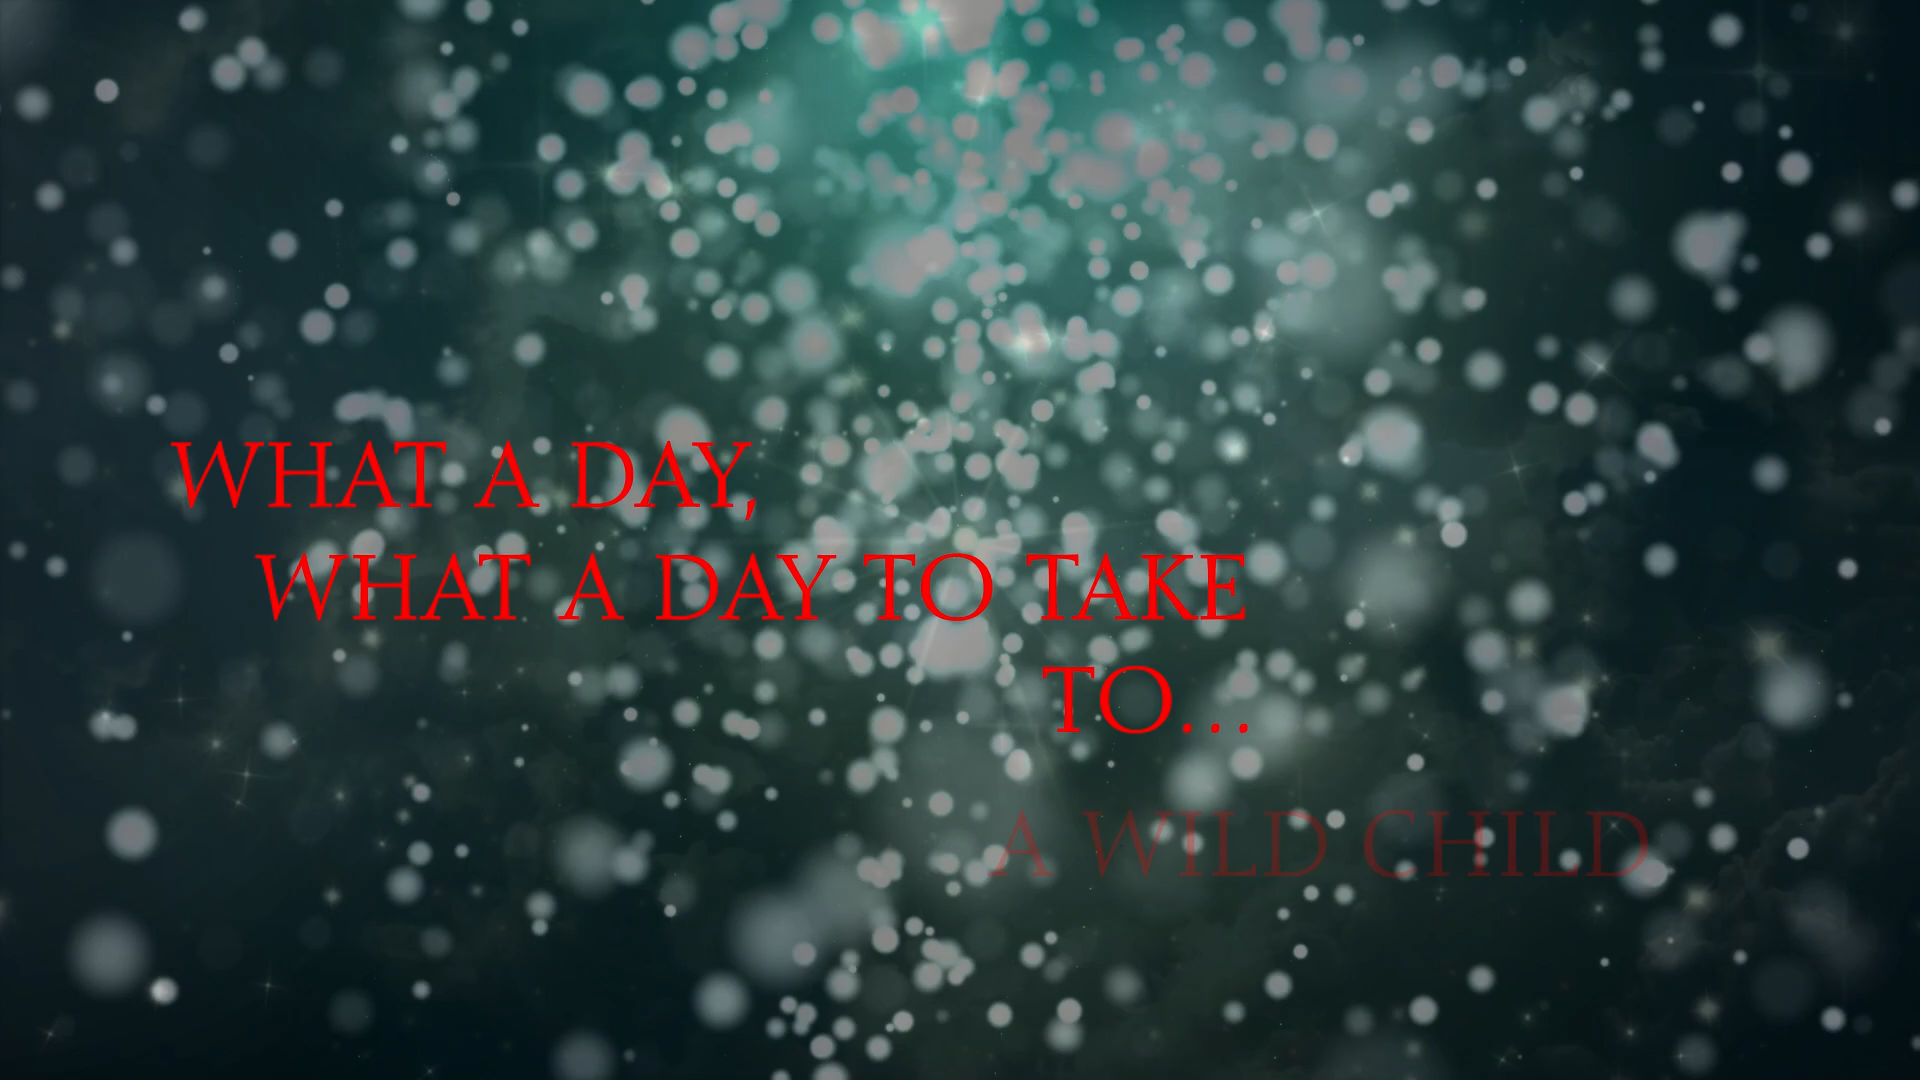 WHAT A DAY,
WHAT A DAY TO TAKE
TO...
A WILD CHILD